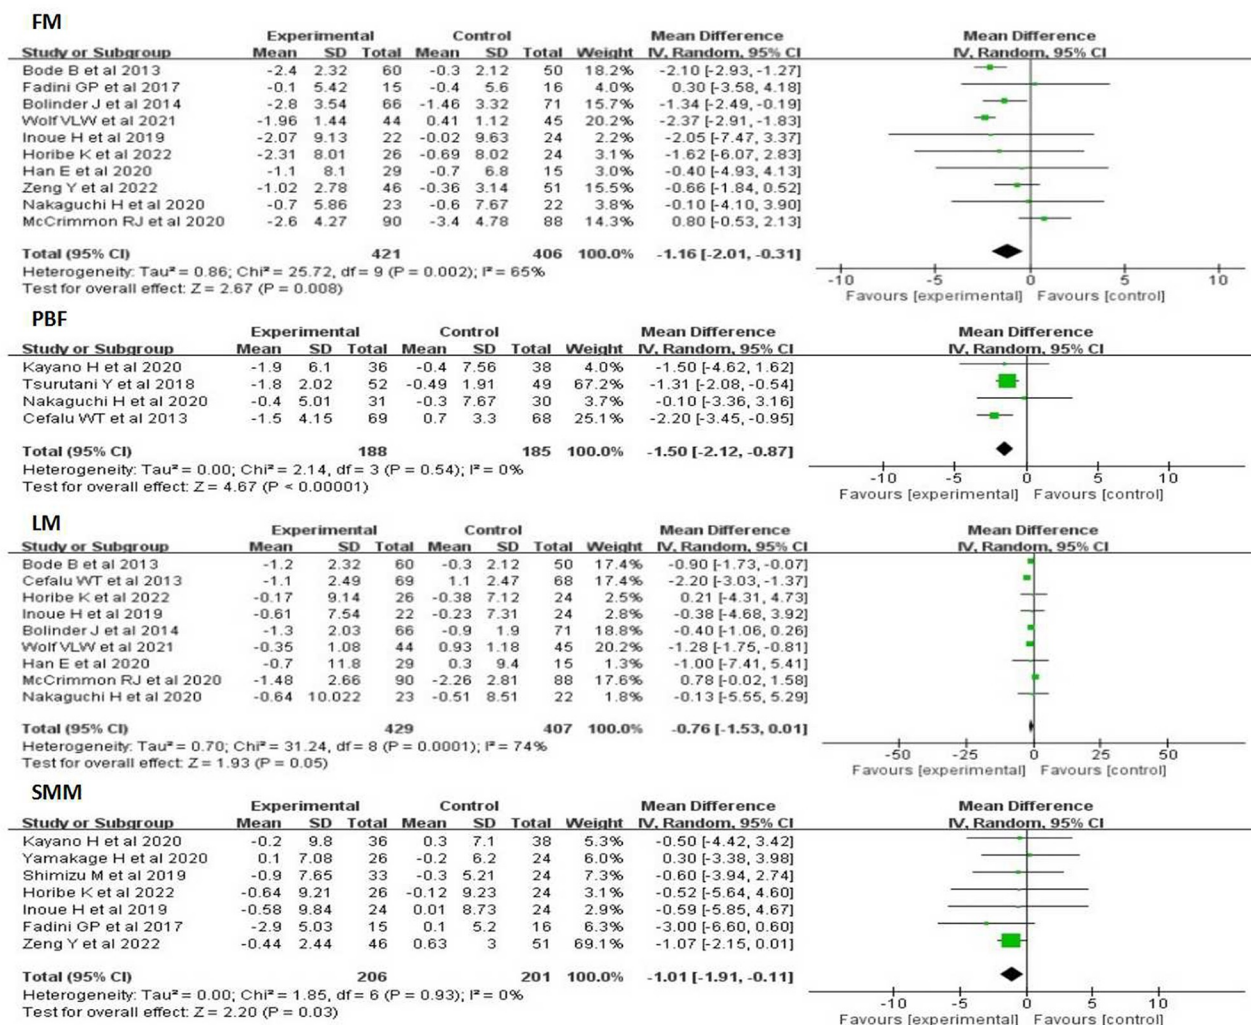 FM
Experimental Control Mean Difference Mean Difference
Study or Subgroup Mean SD Total Mean SD Total Weight IV, Random, 95% CI IV, Random, 95% CI
Bode B et al 2013 -2.4 2.32 60 -0.3 2.12 50 18.2% -2.10 [-2.93, -1.27]
Fadini GP et al 2017 -0.1 5.42 15 -0.4 5.6 16 4.0% 0.30 [-3.58, 4.18]
Bolinder J et al 2014 -2.8 3.54 66 -1.46 3.32 71 15.7% -1.34 [-2.49, -0.19]
Wolf VLW et al 2021 -1.96 1.44 44 0.41 1.12 45 20.2% -2.37 [-2.91, -1.83]
Inoue H et al 2019 -2.07 9.13 22 -0.02 9.63 24 2.2% -2.05 [-7.47, 3.37]
Horibe K et al 2022 -2.31 8.01 26 -0.69 8.02 24 3.1% -1.62 [-6.07, 2.83]
Han E et al 2020 -1.1 8.1 29 -0.7 6.8 15 3.0% -0.40 [-4.93, 4.13]
Zeng Y et al 2022 -1.02 2.78 46 -0.36 3.14 51 15.5% -0.66 [-1.84, 0.52]
Nakaguchi H et al 2020 -0.7 5.86 23 -0.6 7.67 22 3.8% -0.10 [-4.10, 3.90]
McCrimmon RJ et al 2020 -2.6 4.27 90 -3.4 4.78 88 14.3% 0.80 [-0.53, 2.13]
Total (95% CI) 421 406 100.0% -1.16 [-2.01, -0.31]
Heterogeneity: Tau² = 0.86; Chi² = 25.72, df = 9 (P = 0.002); I² = 65%
Test for overall effect: Z = 2.67 (P = 0.008)
-10 -5 0 5 10
Favours [experimental] Favours [control]
PBF
Experimental Control Mean Difference Mean Difference
Study or Subgroup Mean SD Total Mean SD Total Weight IV, Random, 95% CI IV, Random, 95% CI
Kayano H et al 2020 -1.9 6.1 36 -0.4 7.56 38 4.0% -1.50 [-4.62, 1.62]
Tsurutani Y et al 2018 -1.8 2.02 52 -0.49 1.91 49 67.2% -1.31 [-2.08, -0.54]
Nakaguchi H et al 2020 -0.4 5.01 31 -0.3 7.67 30 3.7% -0.10 [-3.36, 3.16]
Cefalu WT et al 2013 -1.5 4.15 69 0.7 3.3 68 25.1% -2.20 [-3.45, -0.95]
Total (95% CI) 188 185 100.0% -1.50 [-2.12, -0.87]
Heterogeneity: Tau² = 0.00; Chi² = 2.14, df = 3 (P = 0.54); I² = 0%
Test for overall effect: Z = 4.67 (P < 0.00001)
-10 -5 0 5 10
Favours [experimental] Favours [control]
LM
Experimental Control Mean Difference Mean Difference
Study or Subgroup Mean SD Total Mean SD Total Weight IV, Random, 95% CI IV, Random, 95% CI
Bode B et al 2013 -1.2 2.32 60 -0.3 2.12 50 17.4% -0.90 [-1.73, -0.07]
Cefalu WT et al 2013 -1.1 2.49 69 1.1 2.47 68 17.4% -2.20 [-3.03, -1.37]
Horibe K et al 2022 -0.17 9.14 26 -0.38 7.12 24 2.5% 0.21 [-4.31, 4.73]
Inoue H et al 2019 -0.61 7.54 22 -0.23 7.31 24 2.8% -0.38 [-4.68, 3.92]
Bolinder J et al 2014 -1.3 2.03 66 -0.9 1.9 71 18.8% -0.40 [-1.06, 0.26]
Wolf VLW et al 2021 -0.35 1.08 44 0.93 1.18 45 20.2% -1.28 [-1.75, -0.81]
Han E et al 2020 -0.7 11.8 29 0.3 9.4 15 1.3% -1.00 [-7.41, 5.41]
McCrimmon RJ et al 2020 -1.48 2.66 90 -2.26 2.81 88 17.6% 0.78 [-0.02, 1.58]
Nakaguchi H et al 2020 -0.64 10.022 23 -0.51 8.51 22 1.8% -0.13 [-5.55, 5.29]
Total (95% CI) 429 407 100.0% -0.76 [-1.53, 0.01]
Heterogeneity: Tau² = 0.70; Chi² = 31.24, df = 8 (P = 0.0001); I² = 74%
Test for overall effect: Z = 1.93 (P = 0.05)
-50 -25 0 25 50
Favours [experimental] Favours [control]
SMM
Experimental Control Mean Difference Mean Difference
Study or Subgroup Mean SD Total Mean SD Total Weight IV, Random, 95% CI IV, Random, 95% CI
Kayano H et al 2020 -0.2 9.8 36 0.3 7.1 38 5.3% -0.50 [-4.42, 3.42]
Yamakage H et al 2020 0.1 7.08 26 -0.2 6.2 24 6.0% 0.30 [-3.38, 3.98]
Shimizu M et al 2019 -0.9 7.65 33 -0.3 5.21 24 7.3% -0.60 [-3.94, 2.74]
Horibe K et al 2022 -0.64 9.21 26 -0.12 9.23 24 3.1% -0.52 [-5.64, 4.60]
Inoue H et al 2019 -0.58 9.84 24 0.01 8.73 24 2.9% -0.59 [-5.85, 4.67]
Fadini GP et al 2017 -2.9 5.03 15 0.1 5.2 16 6.3% -3.00 [-6.60, 0.60]
Zeng Y et al 2022 -0.44 2.44 46 0.63 3 51 69.1% -1.07 [-2.15, 0.01]
Total (95% CI) 206 201 100.0% -1.01 [-1.91, -0.11]
Heterogeneity: Tau² = 0.00; Chi² = 1.85, df = 6 (P = 0.93); I² = 0%
Test for overall effect: Z = 2.20 (P = 0.03)
-10 -5 0 5 10
Favours [experimental] Favours [control]